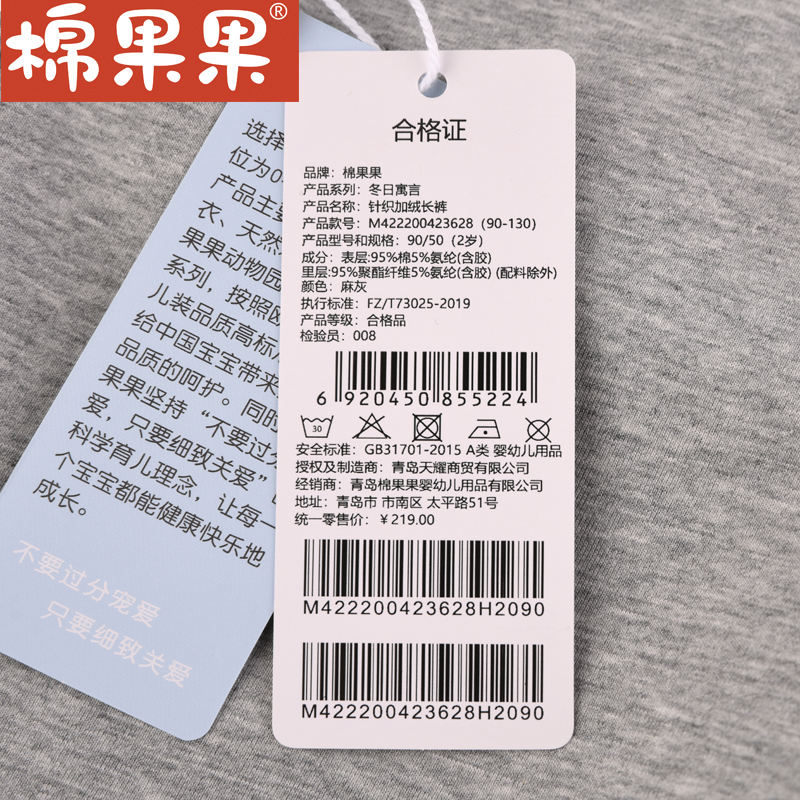 棉果果®
合格证
品牌：棉果果
产品系列：冬日寓言
产品名称：针织加绒长裤
产品款号：M422200423628（90-130）
产品型号和规格：90/50（2岁）
成分：表层:95%棉5%氨纶(含胶)
里层:95%聚酯纤维5%氨纶(含胶) (配料除外)
颜色：麻灰
执行标准：FZ/T73025-2019
产品等级：合格品
检验员：008
6 920450 855224
30
安全标准：GB31701-2015 A类 婴幼儿用品
授权及制造商：青岛天耀商贸有限公司
经销商：青岛棉果果婴幼儿用品有限公司
地址：青岛市 市南区 太平路51号
统一零售价：￥219.00
M422200423628H2090
M422200423628H2090
选择
位为0
产品主要
衣、天然
果果动物园
系列，按照
儿装品质高标
给中国宝宝带来
品质的呵护。同时
果果坚持“不要过分
爱，只要细致关爱”
科学育儿理念，让每一
个宝宝都能健康快乐地
成长。
不要过分宠爱
只要细致关爱